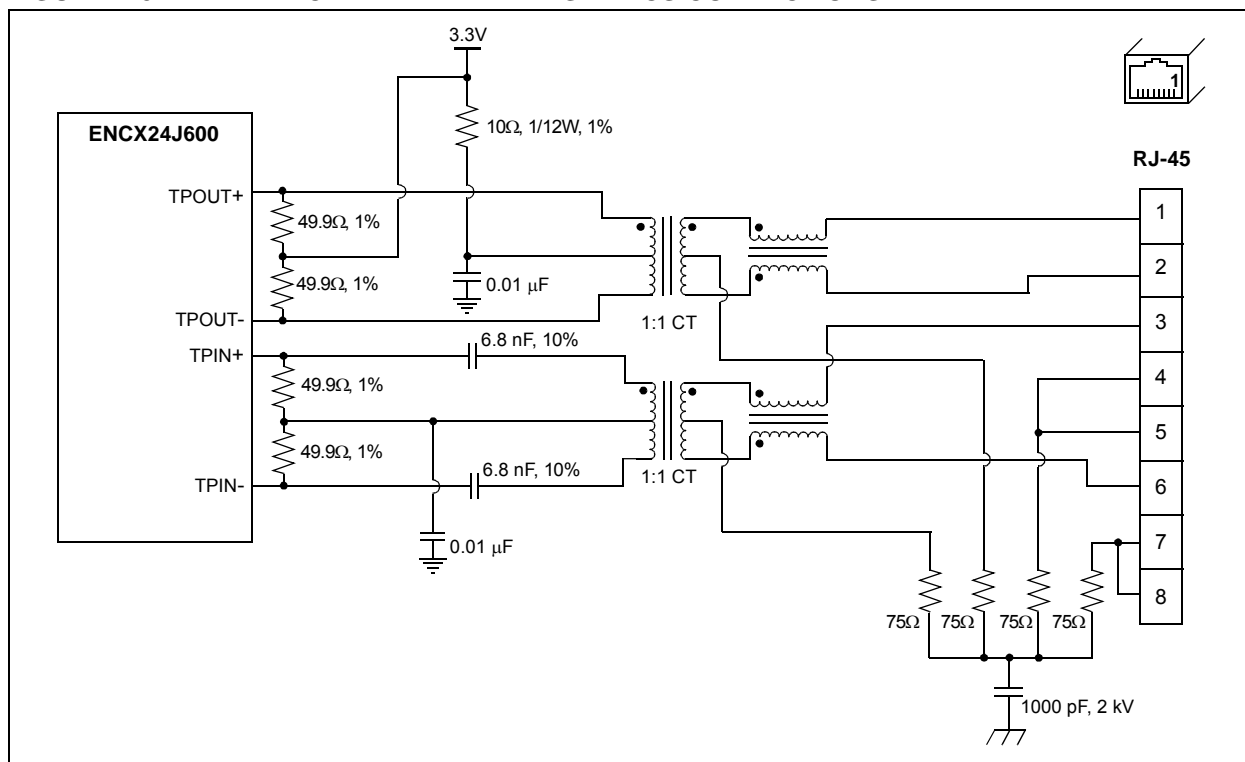 3.3V
10Ω, 1/12W, 1%
1
ENCX24J600
RJ-45
TPOUT+
49.9Ω, 1%
49.9Ω, 1%
TPOUT-
0.01 μF
1:1 CT
TPIN+
6.8 nF, 10%
49.9Ω, 1%
49.9Ω, 1%
TPIN-
6.8 nF, 10%
1:1 CT
0.01 μF
1
2
3
4
5
6
7
8
75Ω
75Ω
75Ω
75Ω
1000 pF, 2 kV